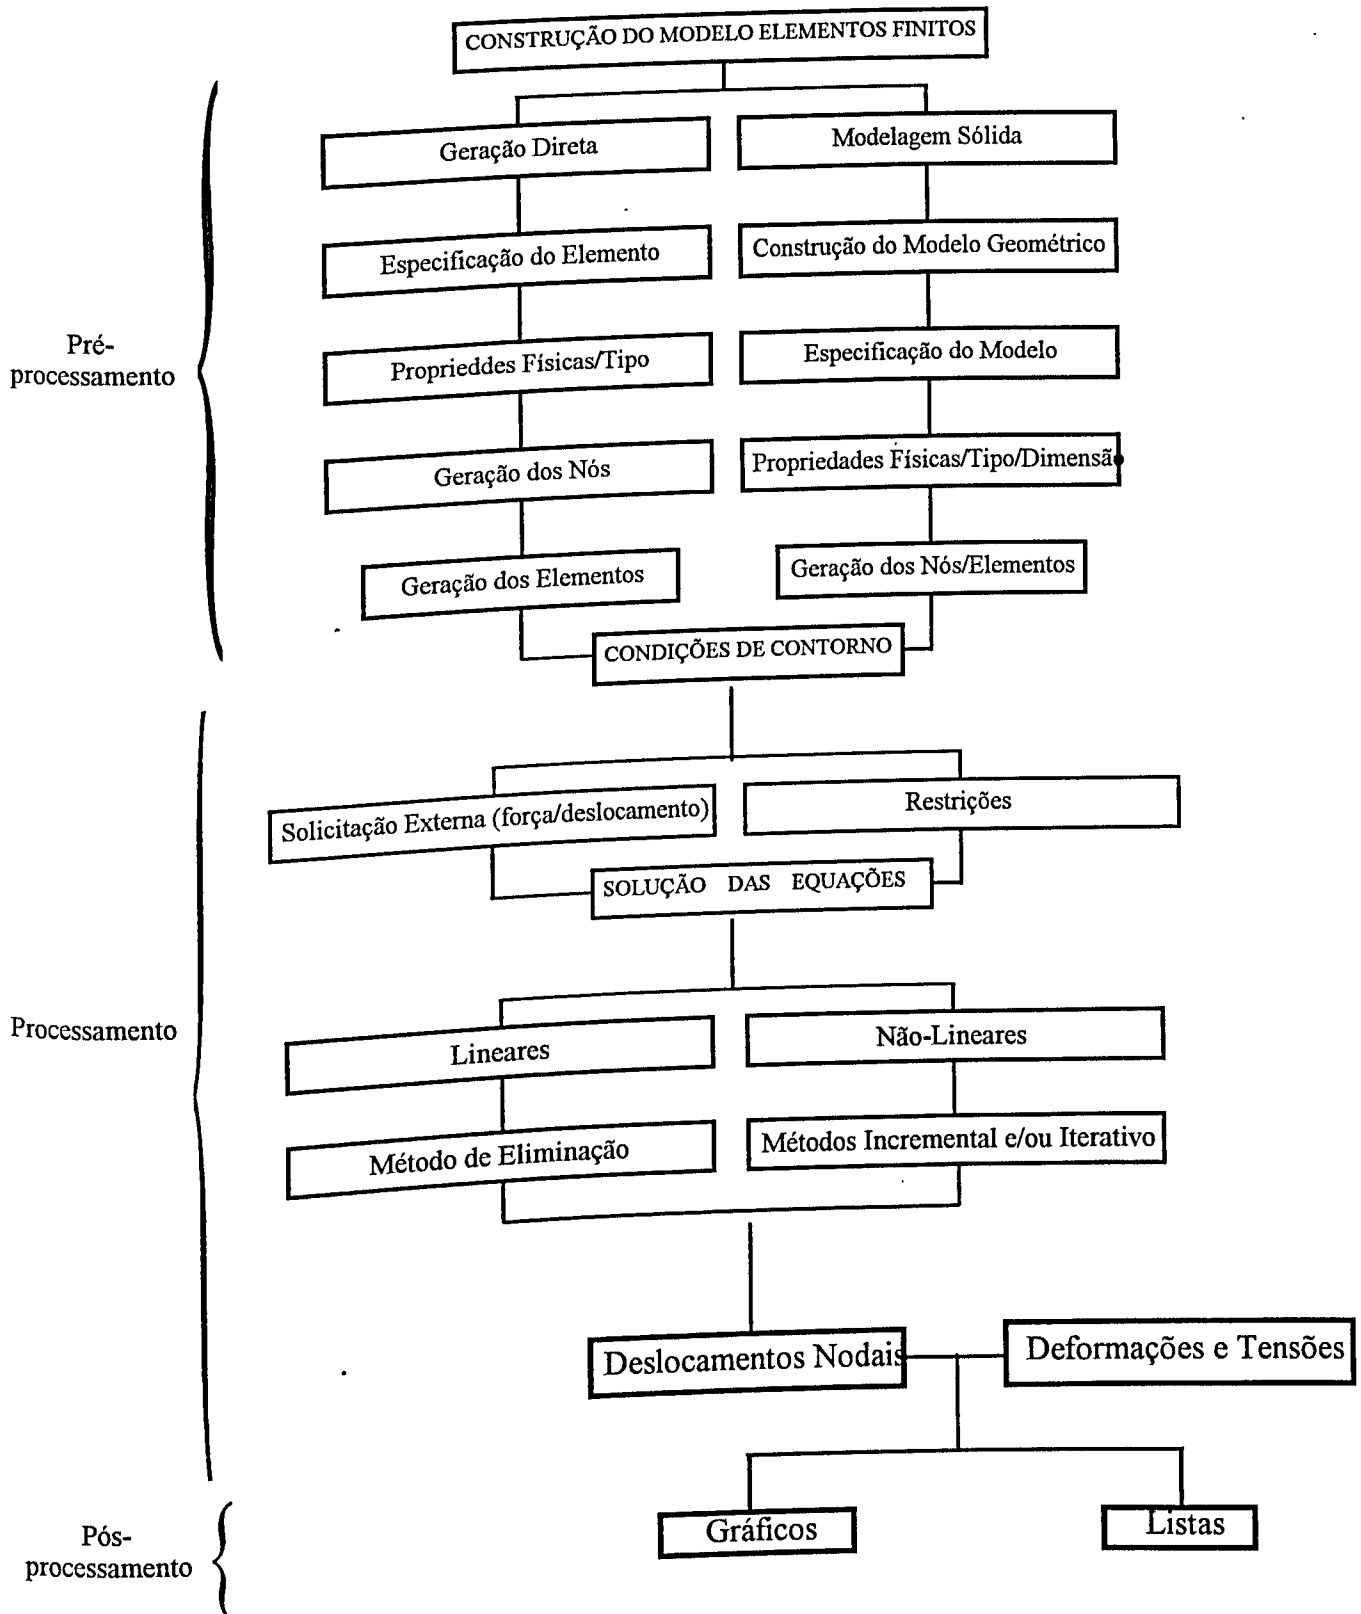 CONSTRUÇÃO DO MODELO ELEMENTOS FINITOS
Geração Direta
Modelagem Sólida
Especificação do Elemento
Construção do Modelo Geométrico
Pré-
processamento
Proprieddes Físicas/Tipo
Especificação do Modelo
Geração dos Nós
Propriedades Físicas/Tipo/Dimensã
Geração dos Elementos
Geração dos Nós/Elementos
CONDIÇÕES DE CONTORNO
Solicitação Externa (força/deslocamento)
Restrições
SOLUÇÃO DAS EQUAÇÕES
Processamento
Lineares
Não-Lineares
Método de Eliminação
Métodos Incremental e/ou Iterativo
Deslocamentos Nodais
Deformações e Tensões
Gráficos
Listas
Pós-
processamento